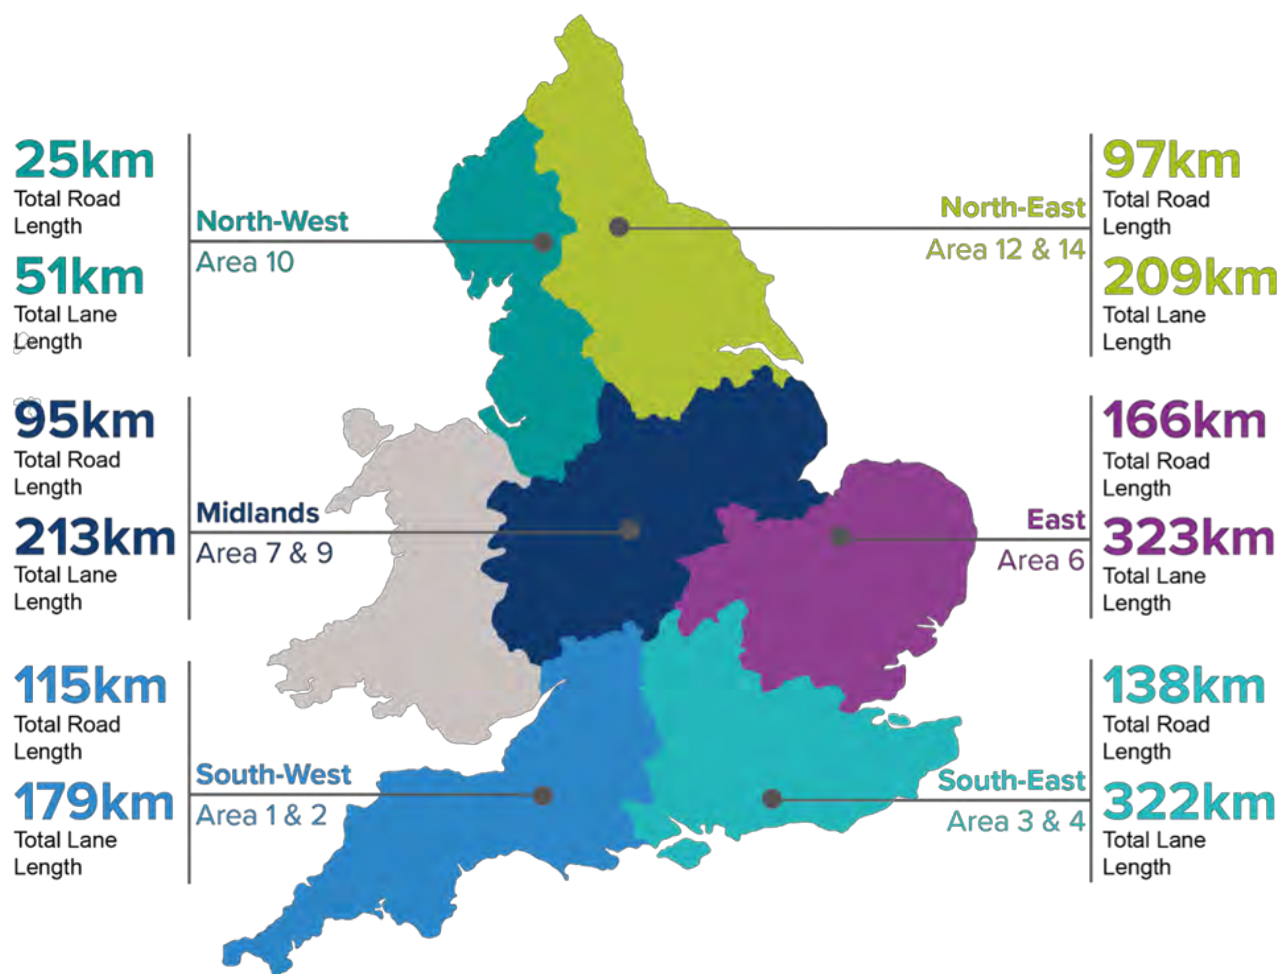 25km
Total Road
Length
51km
Total Lane
Length
North-West
Area 10
97km
Total Road
Length
209km
Total Lane
Length
North-East
Area 12 & 14
95km
Total Road
Length
213km
Total Lane
Length
Midlands
Area 7 & 9
166km
Total Road
Length
323km
Total Lane
Length
East
Area 6
115km
Total Road
Length
179km
Total Lane
Length
South-West
Area 1 & 2
138km
Total Road
Length
322km
Total Lane
Length
South-East
Area 3 & 4